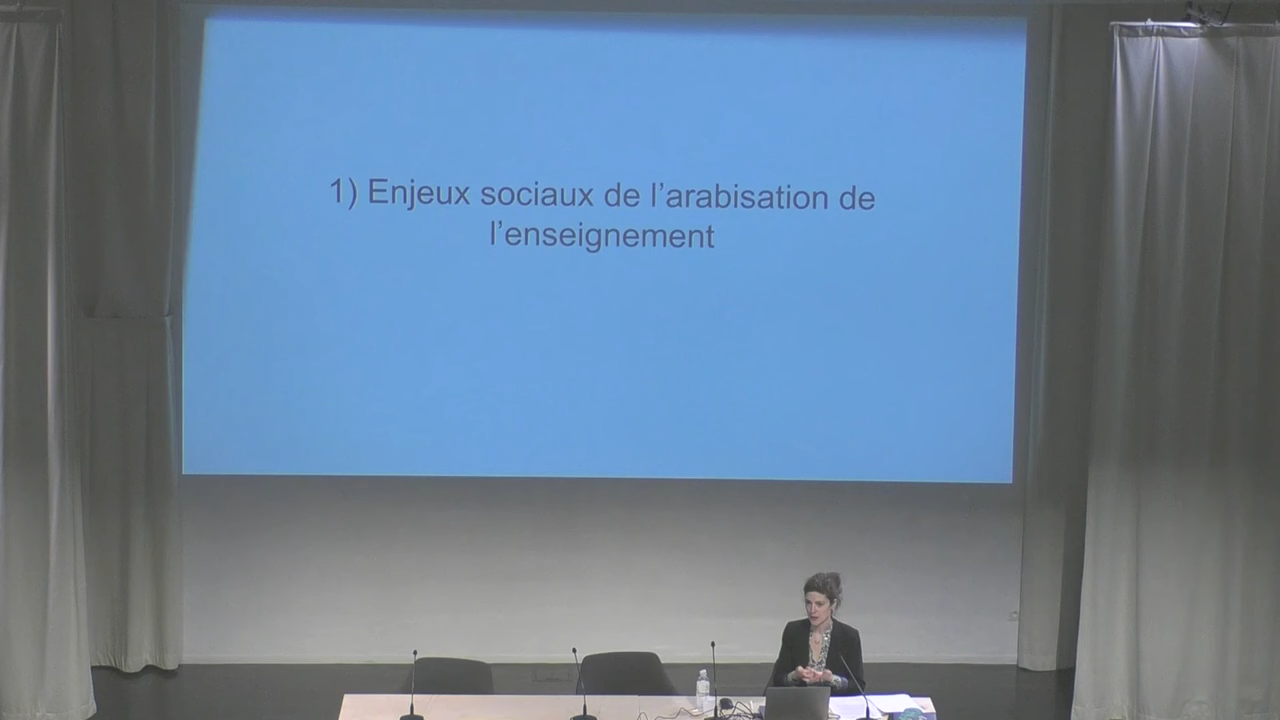 1) Enjeux sociaux de l’arabisation de
l’enseignement